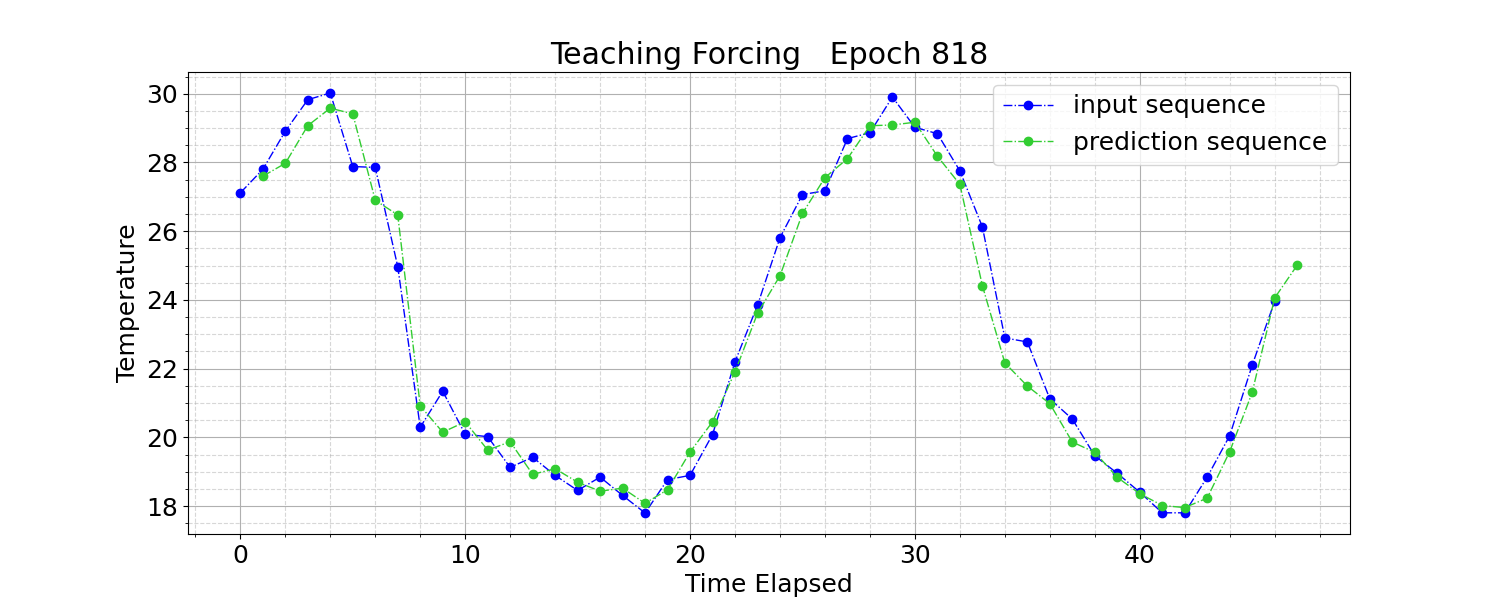 Teaching Forcing   Epoch 818
30
28
26
24
22
20
18
Temperature
input sequence
prediction sequence
0 10 20 30 40
Time Elapsed